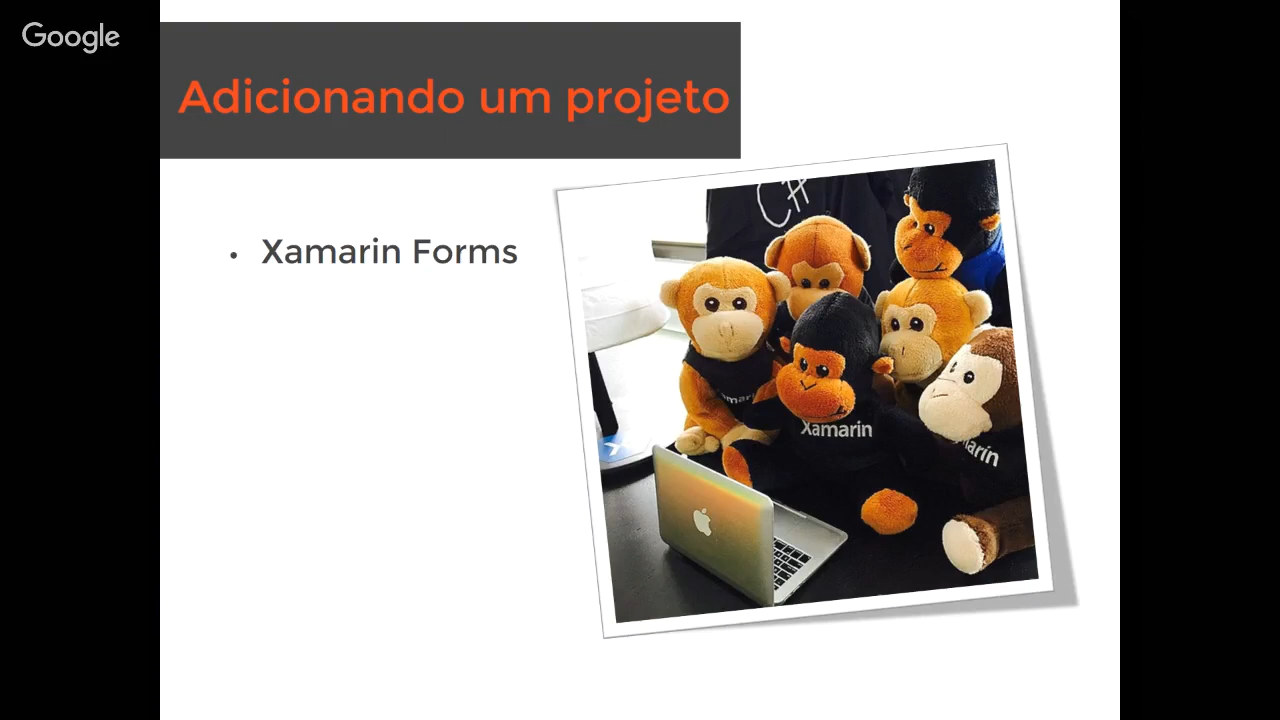 Google
Adicionando um projeto
• Xamarin Forms
C#
Xamarin